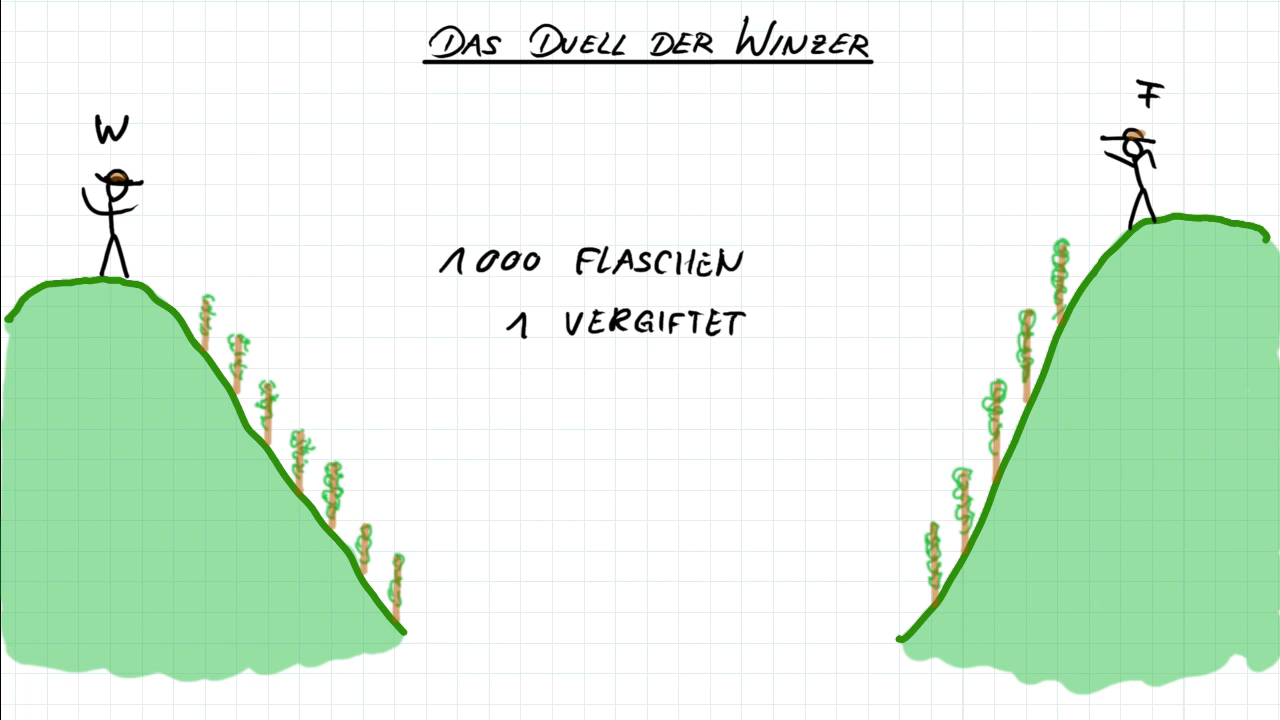 DAS DUELL DER WINZER
W
F
1000 FLASCHEN
1 VERGIFTET